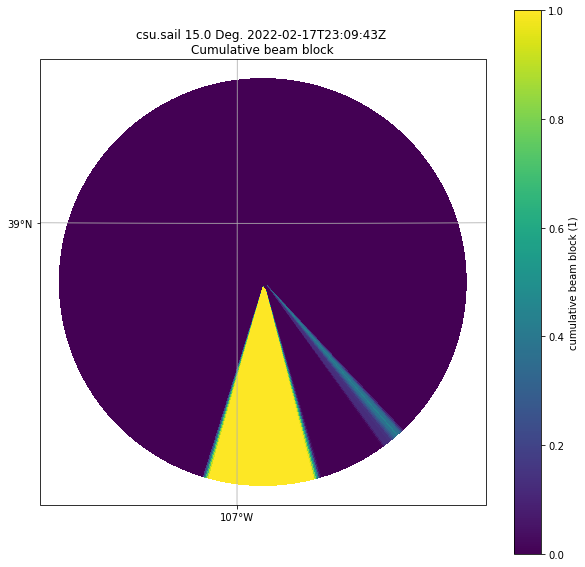 csu.sail 15.0 Deg. 2022-02-17T23:09:43Z
Cumulative beam block
39°N
107°W
1.0
0.8
0.6
0.4
0.2
0.0
cumulative beam block (1)